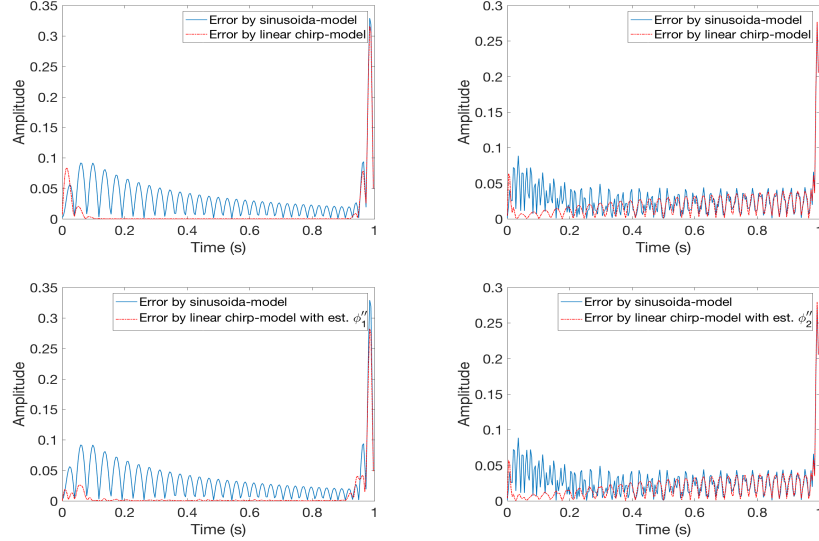 0.35
0.3
0.25
0.2
0.15
0.1
0.05
0
0 0.2 0.4 0.6 0.8 1
Amplitude
Time (s)
Error by sinusoida-model
Error by linear chirp-model
0.3
0.25
0.2
0.15
0.1
0.05
0
0 0.2 0.4 0.6 0.8 1
Amplitude
Time (s)
Error by sinusoida-model
Error by linear chirp-model
0.35
0.3
0.25
0.2
0.15
0.1
0.05
0
0 0.2 0.4 0.6 0.8 1
Amplitude
Time (s)
Error by sinusoida-model
Error by linear chirp-model with est. ϕ₁′′
0.3
0.25
0.2
0.15
0.1
0.05
0
0 0.2 0.4 0.6 0.8 1
Amplitude
Time (s)
Error by sinusoida-model
Error by linear chirp-model with est. ϕ₂′′